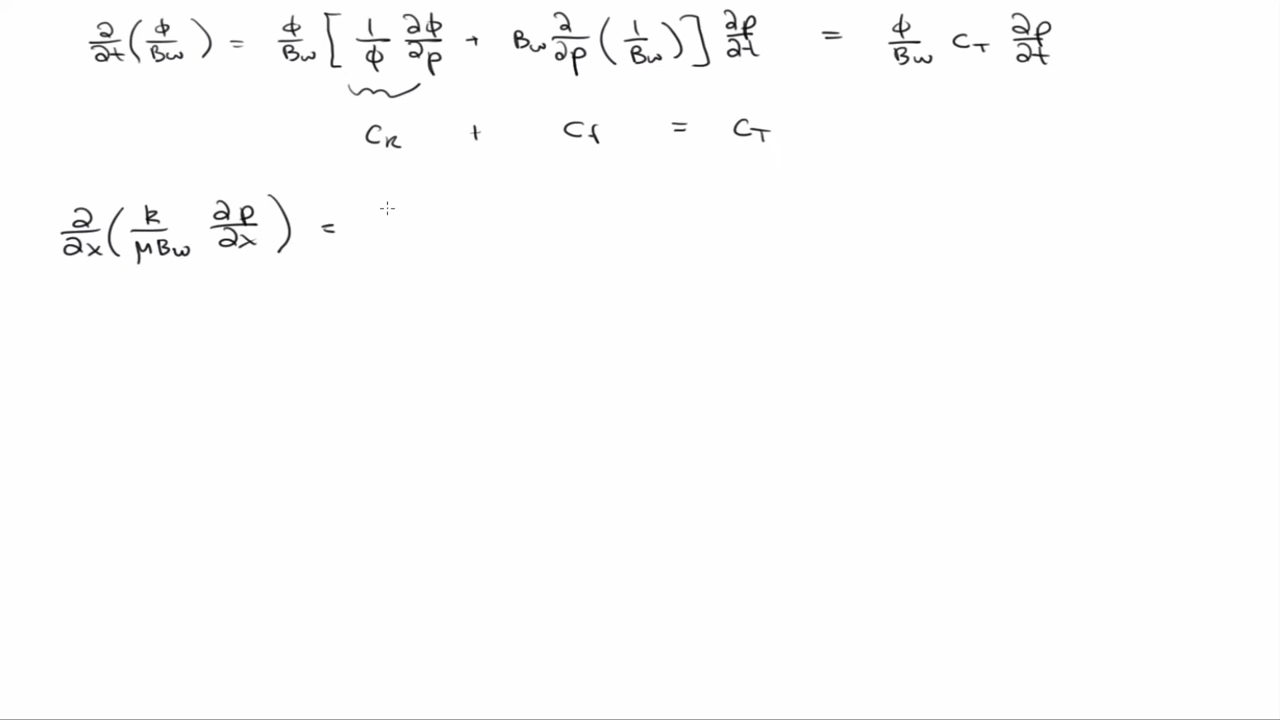 ∂/∂t (ϕ/Bw) = ϕ/Bw [ 1/ϕ ∂ϕ/∂p + Bw ∂/∂p (1/Bw) ] ∂p/∂t = ϕ/Bw CT ∂p/∂t
CR + Cf = CT
∂/∂x ( k/μBw ∂p/∂x ) =